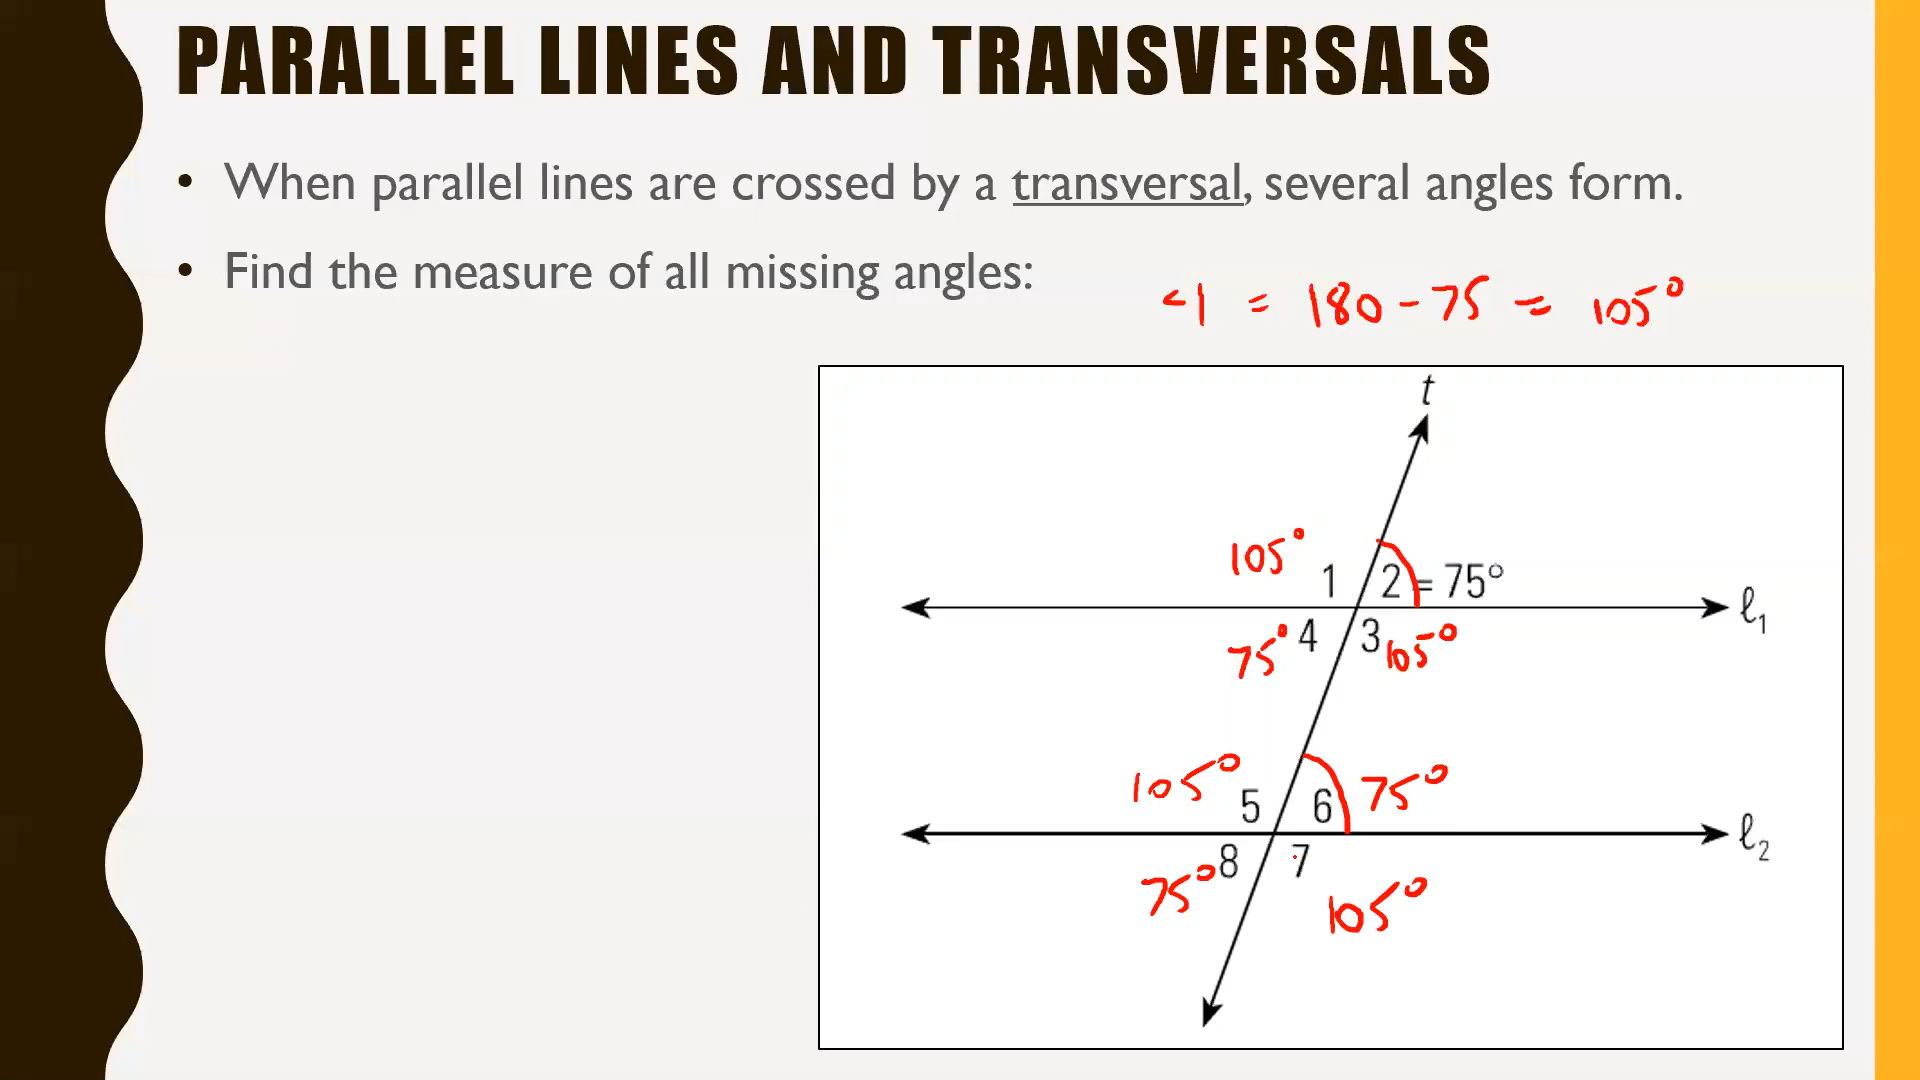 PARALLEL LINES AND TRANSVERSALS
• When parallel lines are crossed by a transversal, several angles form.
• Find the measure of all missing angles:
<1 = 180 - 75 = 105°
t
105° 1 2 = 75°
ℓ₁
75° 4 3 105°
105° 5 6 75°
ℓ₂
75° 8 7 105°